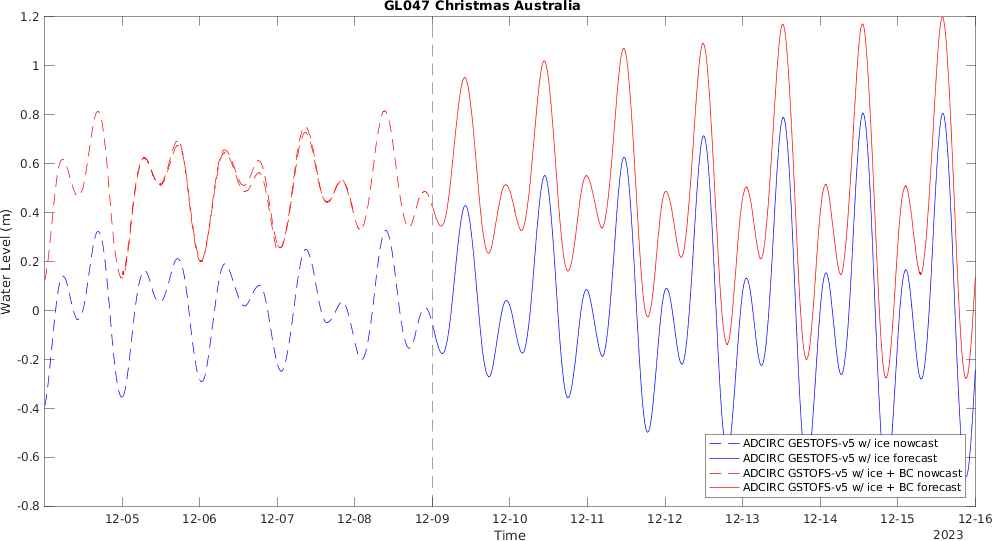 GL047 Christmas Australia
1.2
1
0.8
0.6
0.4
0.2
0
-0.2
-0.4
-0.6
-0.8
Water Level (m)
ADCIRC GESTOFS-v5 w/ ice nowcast
ADCIRC GESTOFS-v5 w/ ice forecast
ADCIRC GSTOFS-v5 w/ ice + BC nowcast
ADCIRC GSTOFS-v5 w/ ice + BC forecast
12-05 12-06 12-07 12-08 12-09 12-10 12-11 12-12 12-13 12-14 12-15 12-16
Time
2023